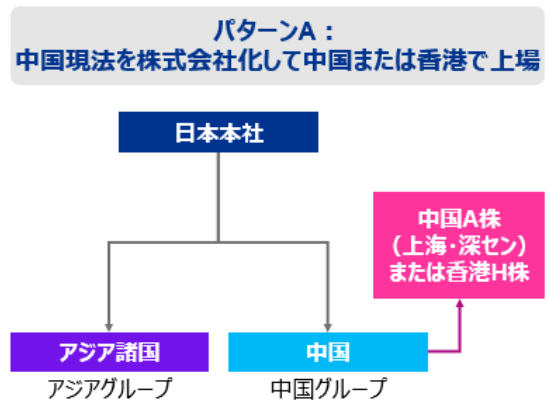 パターンA：
中国現法を株式会社化して中国または香港で上場
日本本社
中国A株
（上海・深セン）
または香港H株
アジア諸国
中国
アジアグループ
中国グループ